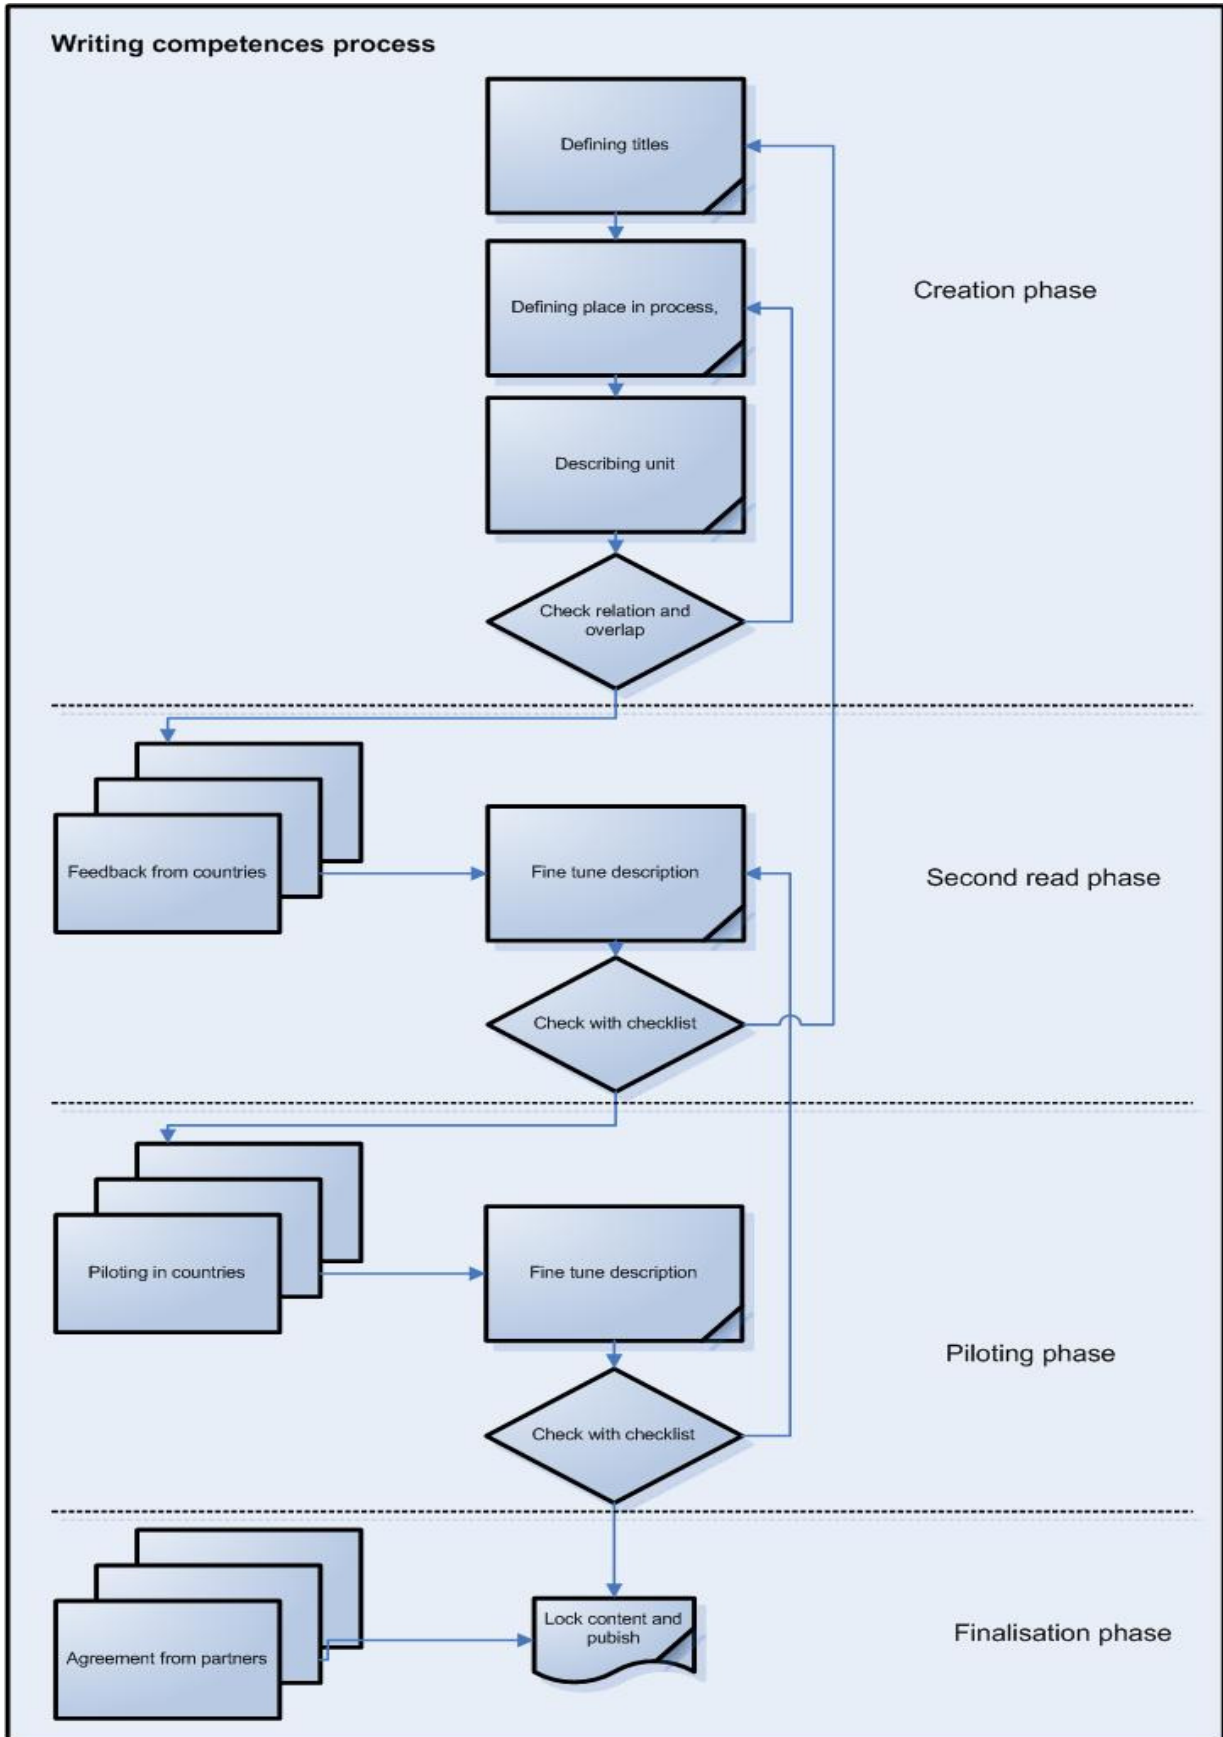 Writing competences process
Defining titles
Creation phase
Defining place in process,
Describing unit
Check relation and
overlap
Feedback from countries
Fine tune description
Second read phase
Check with checklist
Piloting in countries
Fine tune description
Piloting phase
Check with checklist
Lock content and
pubish
Finalisation phase
Agreement from partners